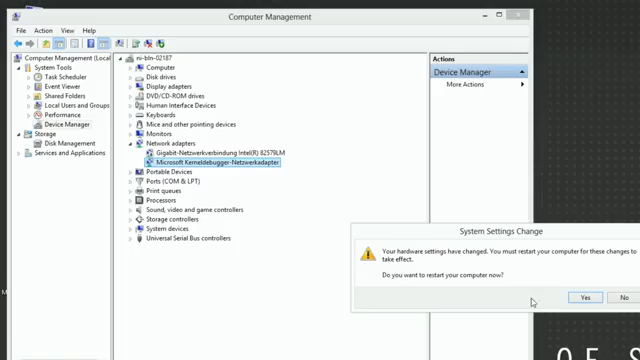 Computer Management
File Action View Help
Computer Management (Local
System Tools
Task Scheduler
Event Viewer
Shared Folders
Local Users and Groups
Performance
Device Manager
Storage
Disk Management
Services and Applications
ni-bln-02187
Computer
Disk drives
Display adapters
DVD/CD-ROM drives
Human Interface Devices
Keyboards
Mice and other pointing devices
Monitors
Network adapters
Gigabit-Netzwerkverbindung Intel(R) 82579LM
Microsoft Kerneldebugger-Netzwerkadapter
Portable Devices
Ports (COM & LPT)
Print queues
Processors
Sound, video and game controllers
Storage controllers
System devices
Universal Serial Bus controllers
Actions
Device Manager
More Actions
System Settings Change
Your hardware settings have changed. You must restart your computer for these changes to
take effect.
Do you want to restart your computer now?
Yes No